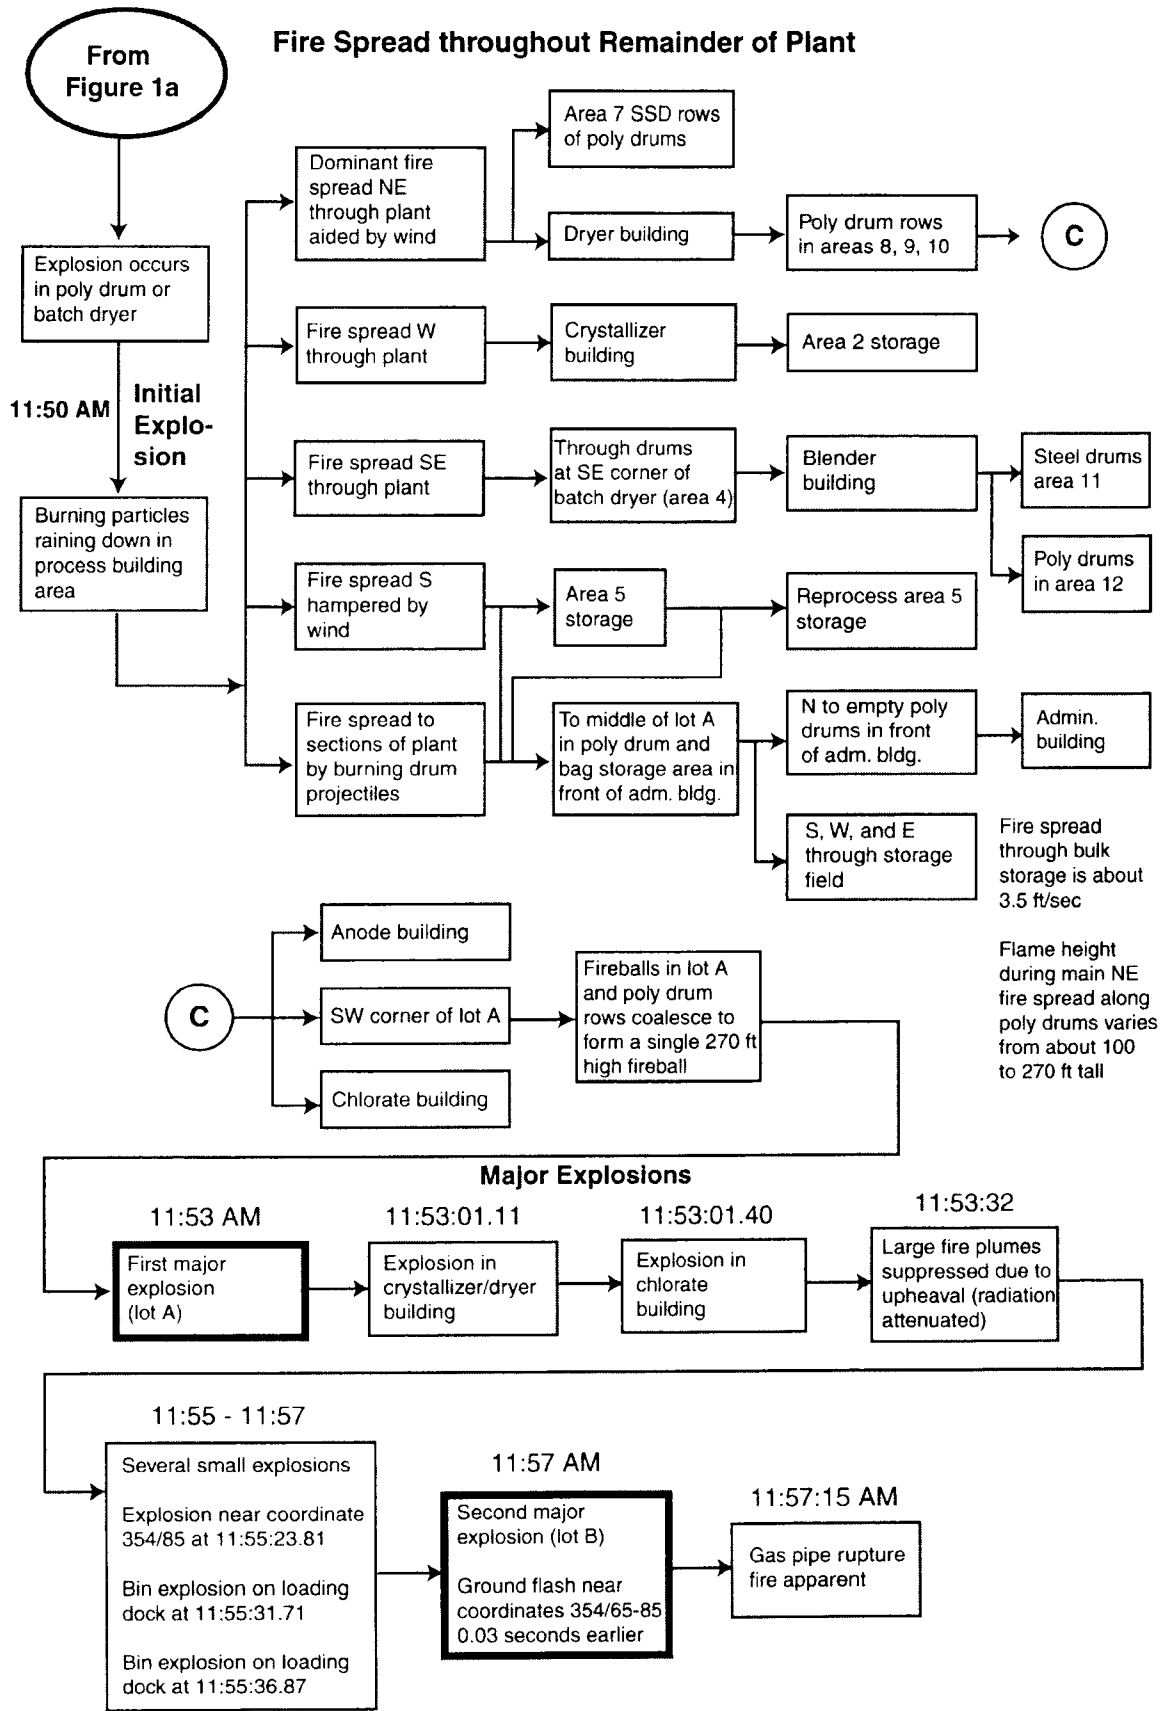 From
Figure 1a
Fire Spread throughout Remainder of Plant
Explosion occurs
in poly drum or
batch dryer
11:50 AM
Initial
Explo-
sion
Burning particles
raining down in
process building
area
Dominant fire
spread NE
through plant
aided by wind
Area 7 SSD rows
of poly drums
Dryer building
Poly drum rows
in areas 8, 9, 10
C
Fire spread W
through plant
Crystallizer
building
Area 2 storage
Fire spread SE
through plant
Through drums
at SE corner of
batch dryer (area 4)
Blender
building
Steel drums
area 11
Poly drums
in area 12
Fire spread S
hampered by
wind
Area 5
storage
Reprocess area 5
storage
Fire spread to
sections of plant
by burning drum
projectiles
To middle of lot A
in poly drum and
bag storage area in
front of adm. bldg.
N to empty poly
drums in front
of adm. bldg.
Admin.
building
S, W, and E
through storage
field
Fire spread
through bulk
storage is about
3.5 ft/sec
Flame height
during main NE
fire spread along
poly drums varies
from about 100
to 270 ft tall
C
Anode building
SW corner of lot A
Chlorate building
Fireballs in lot A
and poly drum
rows coalesce to
form a single 270 ft
high fireball
Major Explosions
11:53 AM
First major
explosion
(lot A)
11:53:01.11
Explosion in
crystallizer/dryer
building
11:53:01.40
Explosion in
chlorate
building
11:53:32
Large fire plumes
suppressed due to
upheaval (radiation
attenuated)
11:55 - 11:57
Several small explosions
Explosion near coordinate
354/85 at 11:55:23.81
Bin explosion on loading
dock at 11:55:31.71
Bin explosion on loading
dock at 11:55:36.87
11:57 AM
Second major
explosion (lot B)
Ground flash near
coordinates 354/65-85
0.03 seconds earlier
11:57:15 AM
Gas pipe rupture
fire apparent